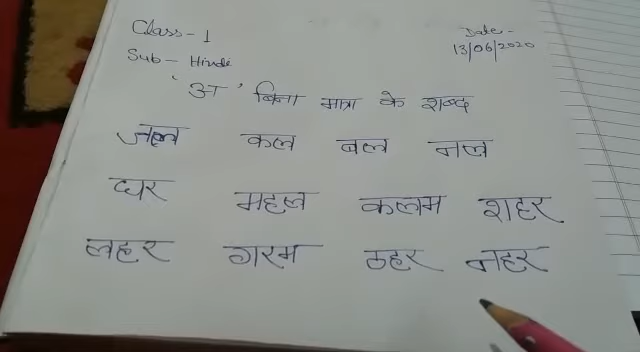 Class - 1
Date -
Sub - Hindi
13/06/2020
'अ' बिना मात्रा के शब्द
जल कल बल नल
घर महल कलम शहर
लहर गरम ठहर नहर